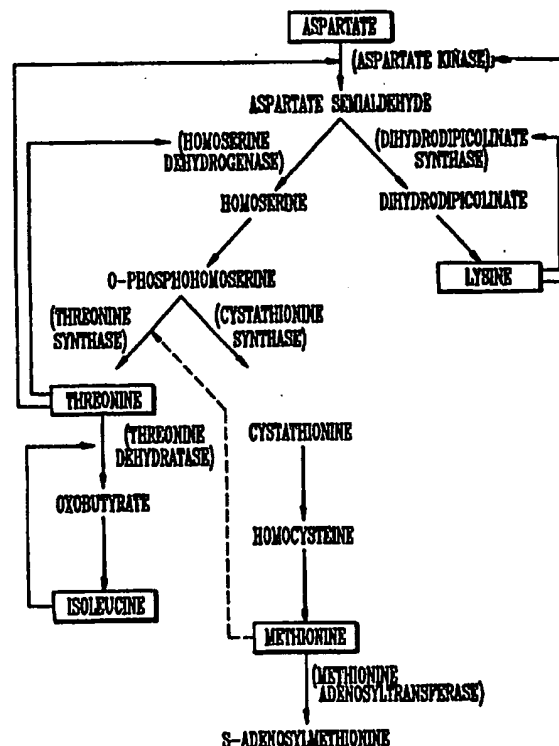 ASPARTATE
(ASPARTATE KINASE)
ASPARTATE SEMIALDEHYDE
(HOMOSERINE
DEHYDROGENASE)
(DIHYDRODIPICOLINATE
SYNTHASE)
HOMOSERINE
DIHYDRODIPICOLINATE
O-PHOSPHOHOMOSERINE
LYSINE
(THREONINE
SYNTHASE)
(CYSTATHIONINE
SYNTHASE)
THREONINE
(THREONINE
DEHYDRATASE)
CYSTATHIONINE
OXOBUTYRATE
HOMOCYSTEINE
ISOLEUCINE
METHIONINE
(METHIONINE
ADENOSYLTRANSFERASE)
S-ADENOSYLMETHIONINE